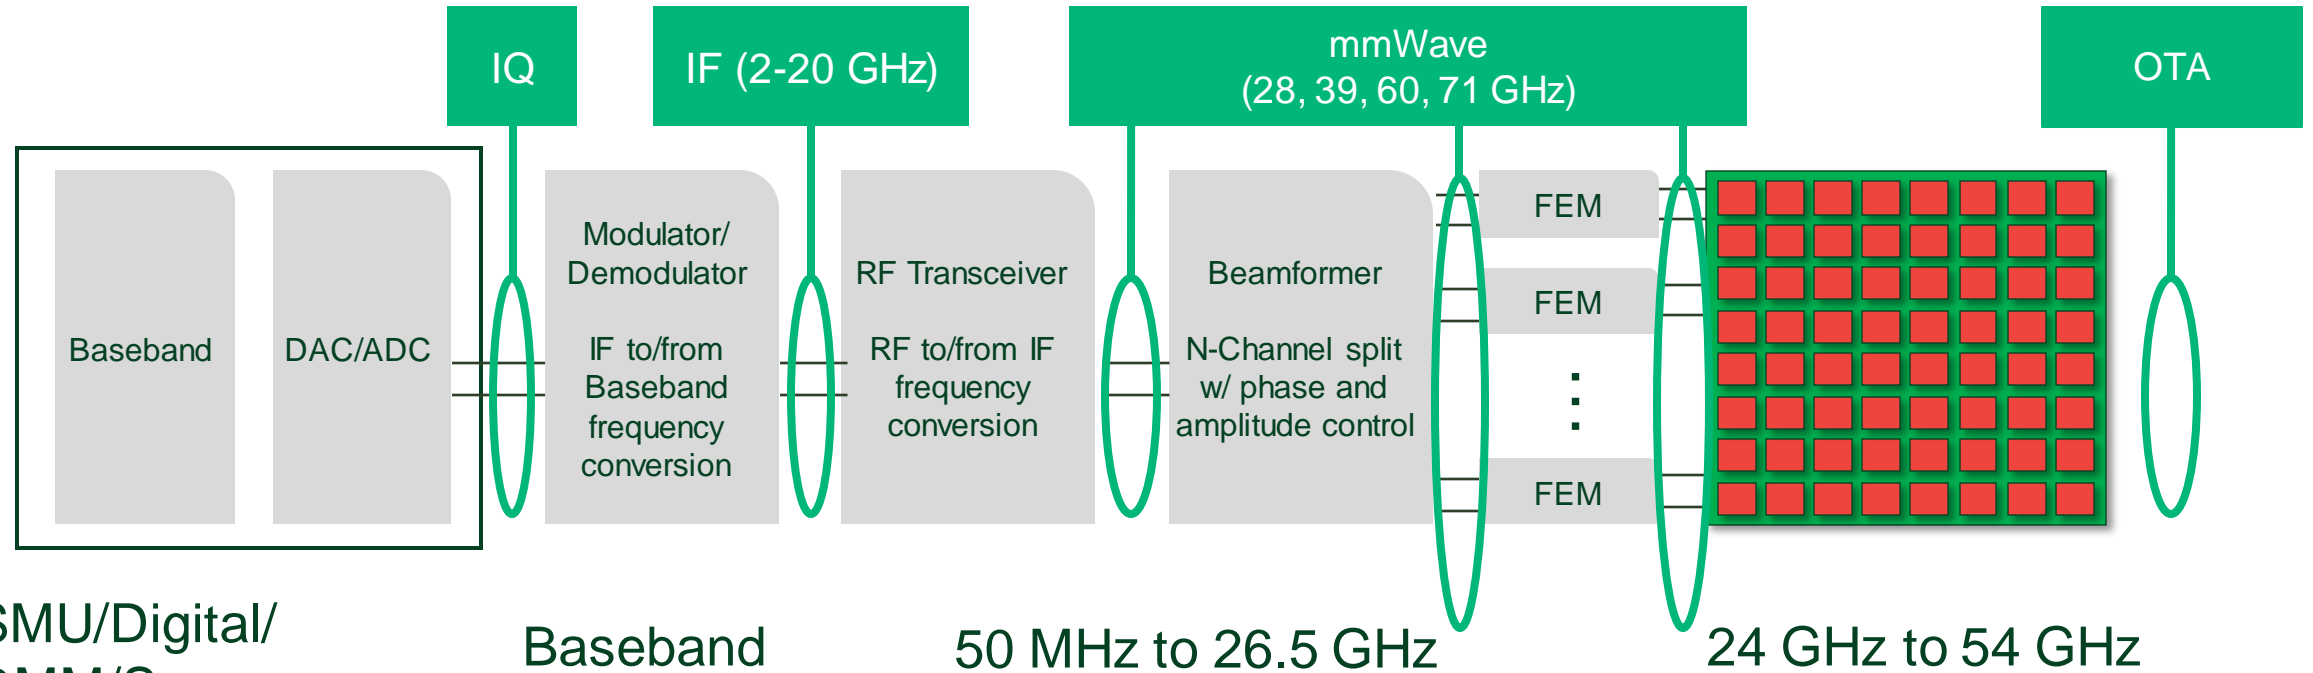 IQ
IF (2-20 GHz)
mmWave
(28, 39, 60, 71 GHz)
OTA
Baseband
DAC/ADC
Modulator/
Demodulator
IF to/from
Baseband
frequency
conversion
RF Transceiver
RF to/from IF
frequency
conversion
Beamformer
N-Channel split
w/ phase and
amplitude control
FEM
FEM
FEM
SMU/Digital/
Baseband
50 MHz to 26.5 GHz
24 GHz to 54 GHz